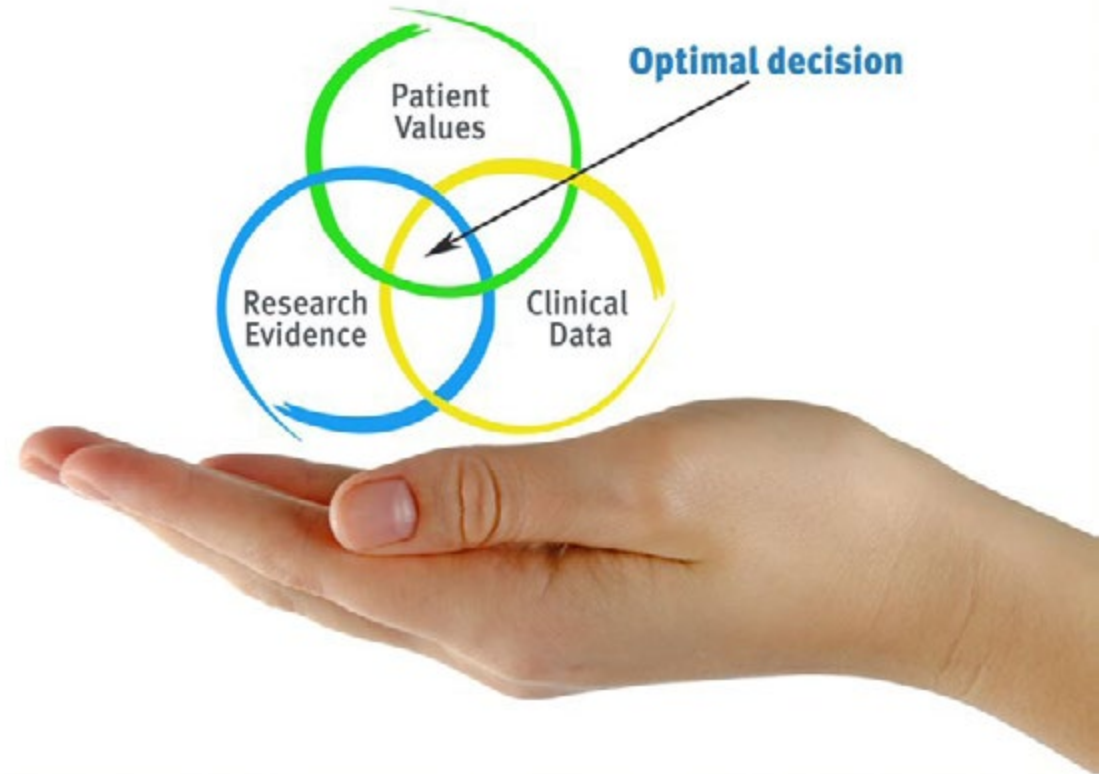 Optimal decision
Patient
Values
Research
Evidence
Clinical
Data